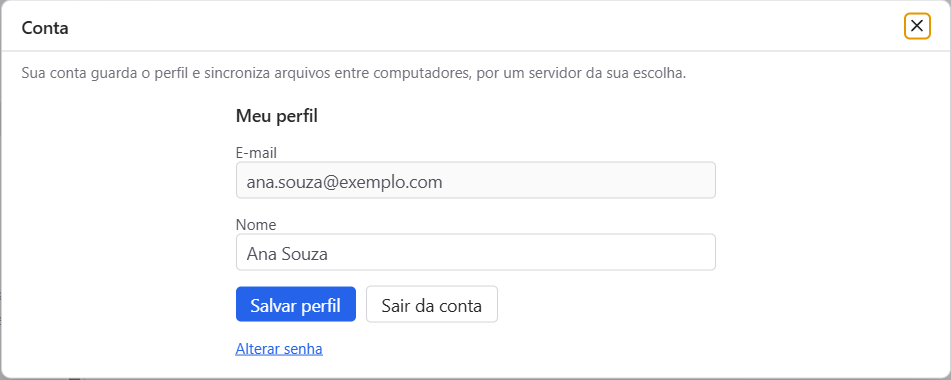 Conta
Sua conta guarda o perfil e sincroniza arquivos entre computadores, por um servidor da sua escolha.
Meu perfil
E-mail
ana.souza@exemplo.com
Nome
Ana Souza
Salvar perfil
Sair da conta
Alterar senha